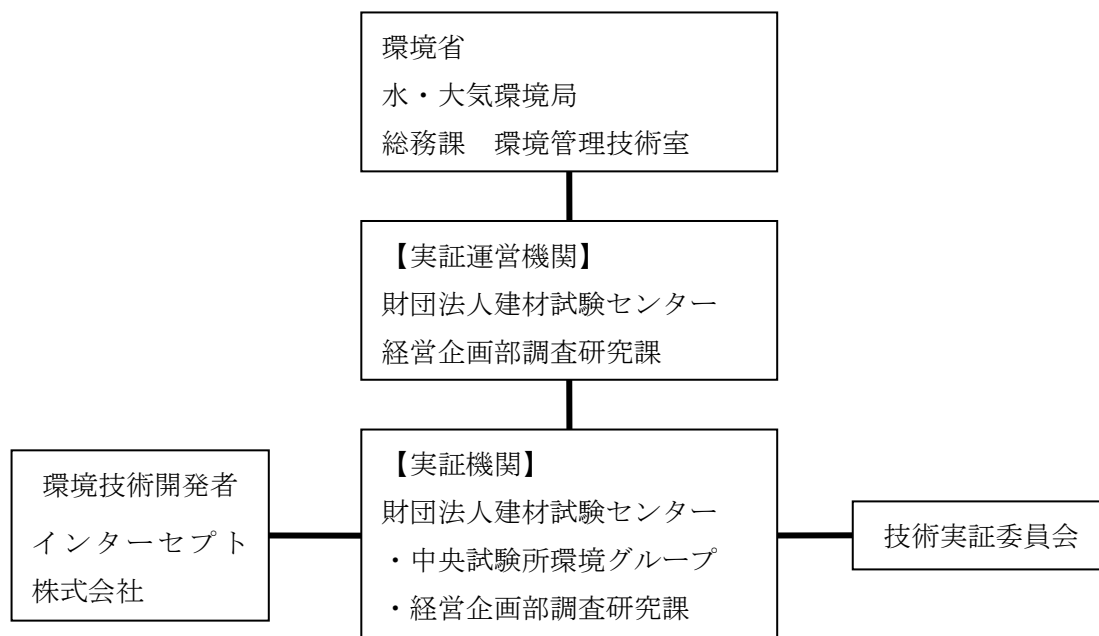 環境省
水・大気環境局
総務課　環境管理技術室
【実証運営機関】
財団法人建材試験センター
経営企画部調査研究課
環境技術開発者
インターセプト
株式会社
【実証機関】
財団法人建材試験センター
・中央試験所環境グループ
・経営企画部調査研究課
技術実証委員会